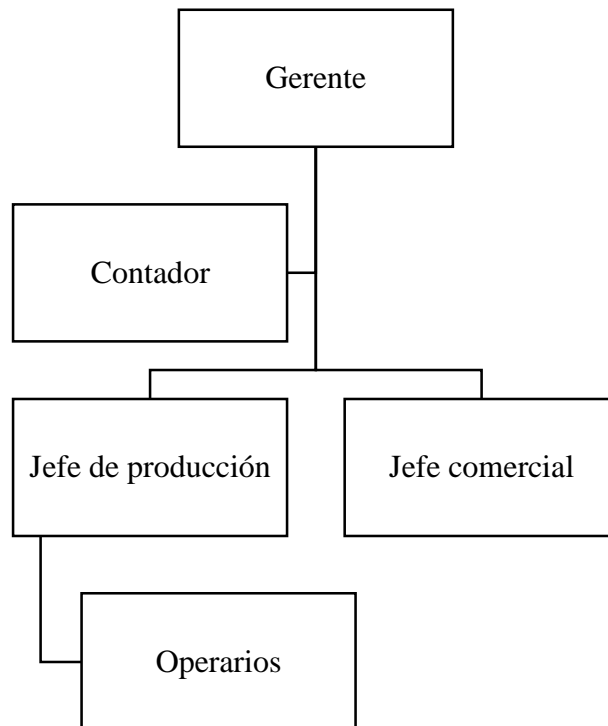 Gerente
Contador
Jefe de producción
Jefe comercial
Operarios